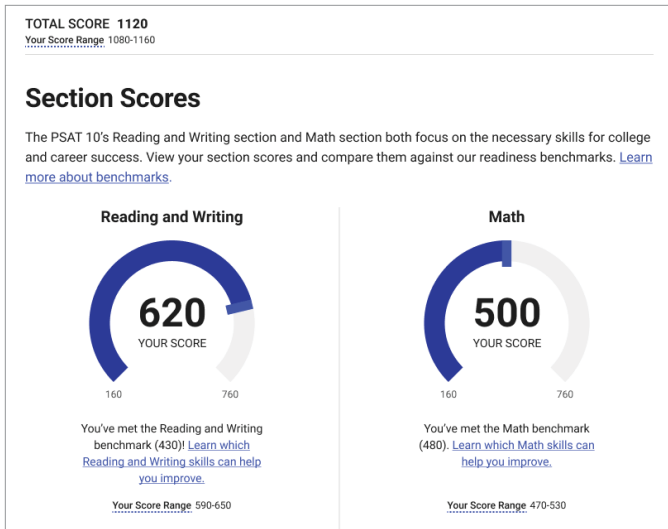 TOTAL SCORE 1120
Your Score Range 1080-1160
Section Scores
The PSAT 10's Reading and Writing section and Math section both focus on the necessary skills for college
and career success. View your section scores and compare them against our readiness benchmarks. Learn
more about benchmarks.
Reading and Writing
620
YOUR SCORE
160 760
You've met the Reading and Writing
benchmark (430)! Learn which
Reading and Writing skills can help
you improve.
Your Score Range 590-650
Math
500
YOUR SCORE
160 760
You've met the Math benchmark
(480). Learn which Math skills can
help you improve.
Your Score Range 470-530